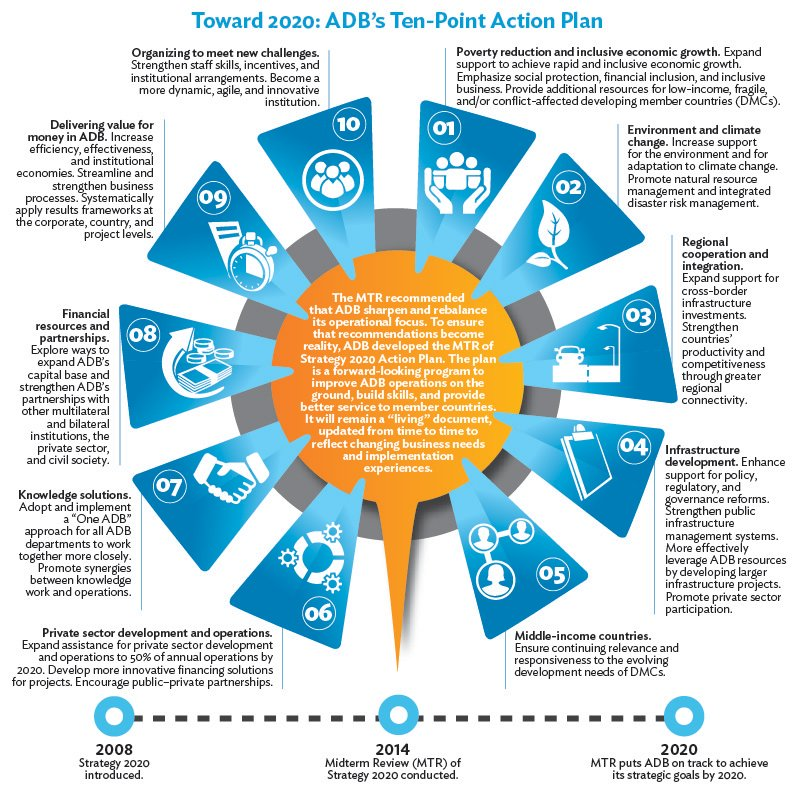 Toward 2020: ADB's Ten-Point Action Plan
Organizing to meet new challenges.
Strengthen staff skills, incentives, and
institutional arrangements. Become a
more dynamic, agile, and innovative
institution.
10
Poverty reduction and inclusive economic growth. Expand
support to achieve rapid and inclusive economic growth.
Emphasize social protection, financial inclusion, and inclusive
business. Provide additional resources for low-income, fragile,
and/or conflict-affected developing member countries (DMCs).
01
Environment and climate
change. Increase support
for the environment and for
adaptation to climate change.
Promote natural resource
management and integrated
disaster risk management.
02
Regional
cooperation and
integration.
Expand support for
cross-border
infrastructure
investments.
Strengthen
countries'
productivity and
competitiveness
through greater
regional
connectivity.
03
Infrastructure
development. Enhance
support for policy,
regulatory, and
governance reforms.
Strengthen public
infrastructure
management systems.
More effectively
leverage ADB resources
by developing larger
infrastructure projects.
Promote private sector
participation.
04
Middle-income countries.
Ensure continuing relevance and
responsiveness to the evolving
development needs of DMCs.
05
Private sector development and operations.
Expand assistance for private sector development
and operations to 50% of annual operations by
2020. Develop more innovative financing solutions
for projects. Encourage public–private partnerships.
06
Knowledge solutions.
Adopt and implement
a "One ADB"
approach for all ADB
departments to work
together more closely.
Promote synergies
between knowledge
work and operations.
07
Financial
resources and
partnerships.
Explore ways to
expand ADB's
capital base and
strengthen ADB's
partnerships with
other multilateral
and bilateral
institutions, the
private sector,
and civil society.
08
Delivering value for
money in ADB. Increase
efficiency, effectiveness,
and institutional
economies. Streamline and
strengthen business
processes. Systematically
apply results frameworks at
the corporate, country, and
project levels.
09
The MTR recommended
that ADB sharpen and rebalance
its operational focus. To ensure
that recommendations become
reality, ADB developed the MTR of
Strategy 2020 Action Plan. The plan
is a forward-looking program to
improve ADB operations on the
ground, build skills, and provide
better service to member countries.
It will remain a "living" document,
updated from time to time to
reflect changing business needs
and implementation
experiences.
2008
Strategy 2020
introduced.
2014
Midterm Review (MTR) of
Strategy 2020 conducted.
2020
MTR puts ADB on track to achieve
its strategic goals by 2020.